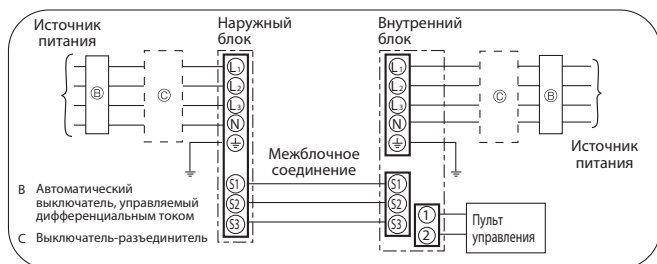 Источник
питания
Наружный
блок
Внутренний
блок
B
C
L1
L2
L3
N
L1
L2
L3
N
C
B
Источник
питания
Межблочное
соединение
S1
S2
S3
S1
S2
S3
1
2
Пульт
управления
B Автоматический
выключатель, управляемый
дифференциальным током
C Выключатель-разъединитель